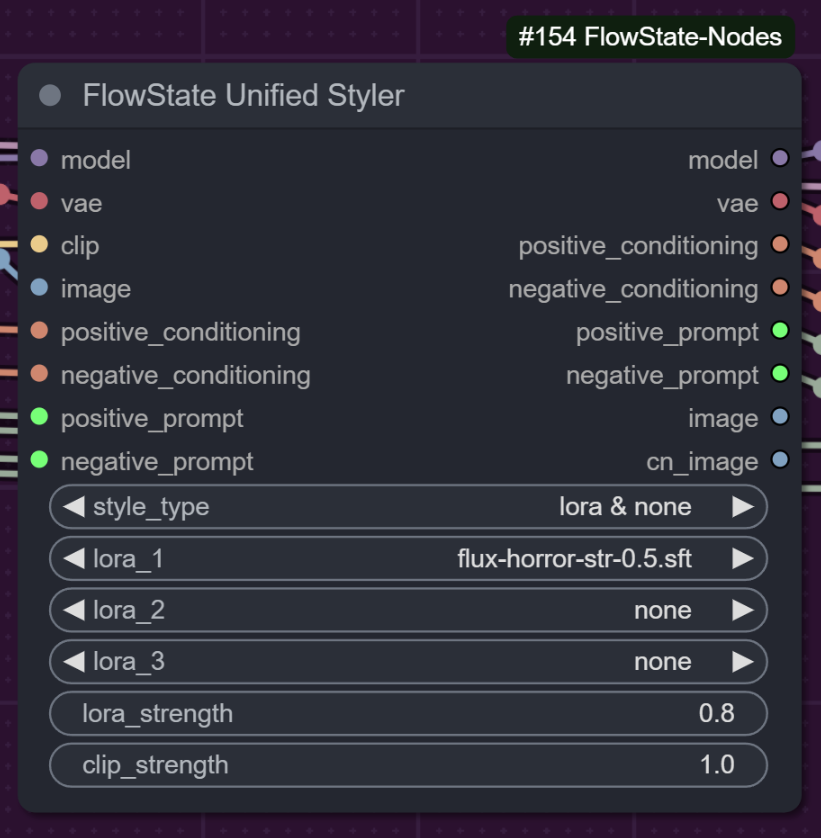 #154 FlowState-Nodes
FlowState Unified Styler
model model
vae vae
clip positive_conditioning
image negative_conditioning
positive_conditioning positive_prompt
negative_conditioning negative_prompt
positive_prompt image
negative_prompt cn_image
style_type lora & none
lora_1 flux-horror-str-0.5.sft
lora_2 none
lora_3 none
lora_strength 0.8
clip_strength 1.0